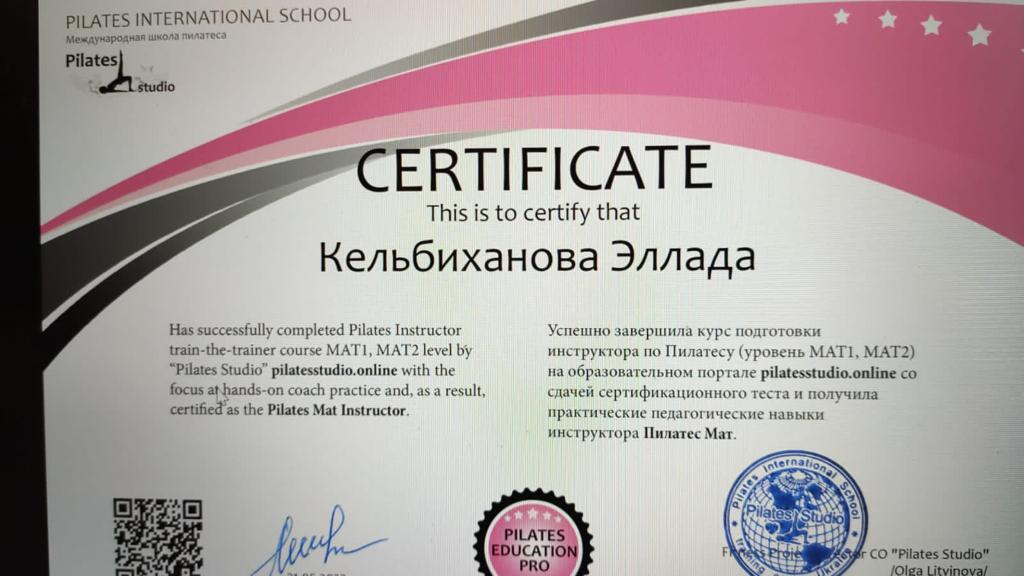 PILATES INTERNATIONAL SCHOOL
Международная школа пилатеса
Pilates
studio
CERTIFICATE
This is to certify that
Кельбиханова Эллада
Has successfully completed Pilates Instructor
train-the-trainer course MAT1, MAT2 level by
“Pilates Studio” pilatesstudio.online with the
focus at hands-on coach practice and, as a result,
certified as the Pilates Mat Instructor.
Успешно завершила курс подготовки
инструктора по Пилатесу (уровень МАТ1, МАТ2)
на образовательном портале pilatesstudio.online со
сдачей сертификационного теста и получила
практические педагогические навыки
инструктора Пилатес Мат.
PILATES
EDUCATION
PRO
Pilates International School
Pilates Studio
Ukraine
CO "Pilates Studio"
/Olga Litvinova/